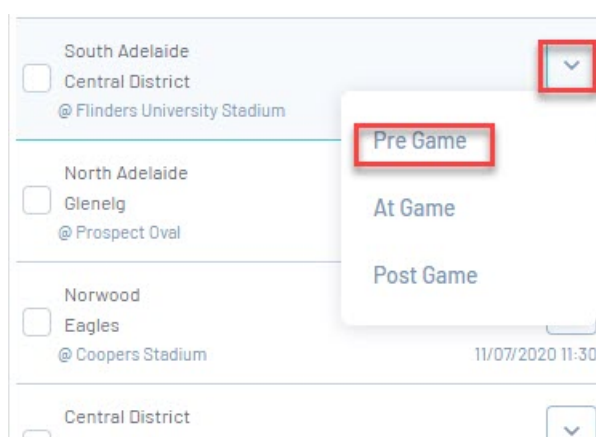 South Adelaide
Central District
@ Flinders University Stadium
Pre Game
At Game
Post Game
North Adelaide
Glenelg
@ Prospect Oval
Norwood
Eagles
@ Coopers Stadium
11/07/2020 11:30
Central District